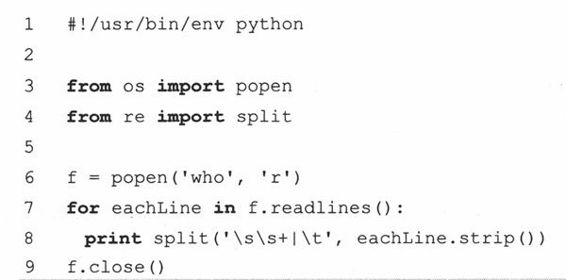 1 #!/usr/bin/env python
2
3 from os import popen
4 from re import split
5
6 f = popen('who', 'r')
7 for eachLine in f.readlines():
8   print split('\s\s+|\t', eachLine.strip())
9 f.close()